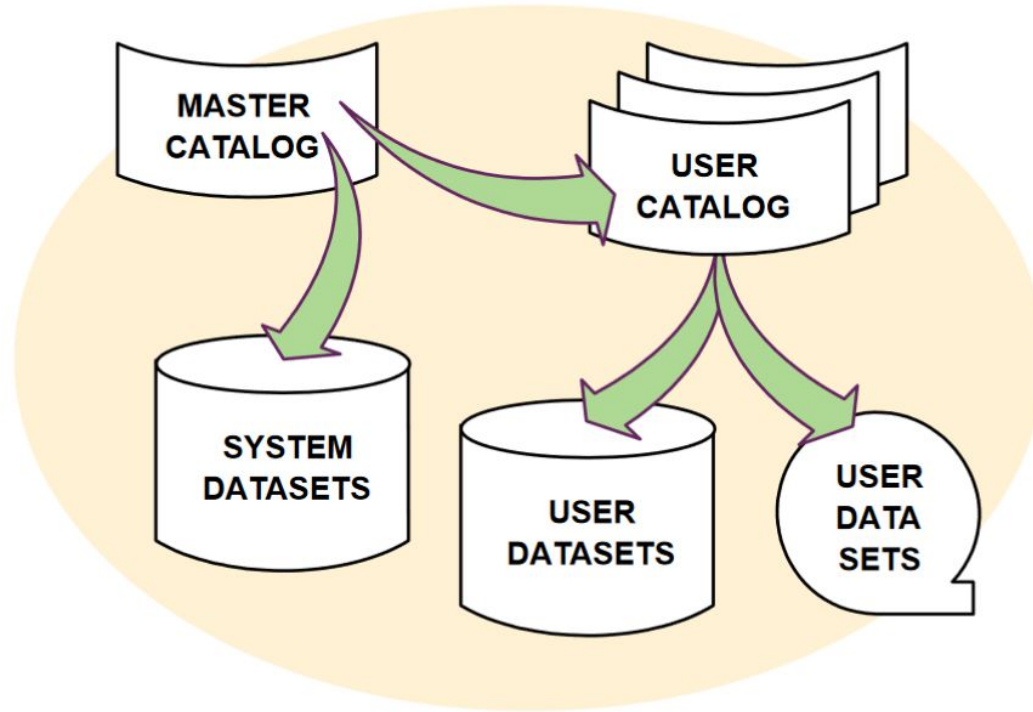 MASTER
CATALOG
USER
CATALOG
SYSTEM
DATASETS
USER
DATASETS
USER
DATA
SETS